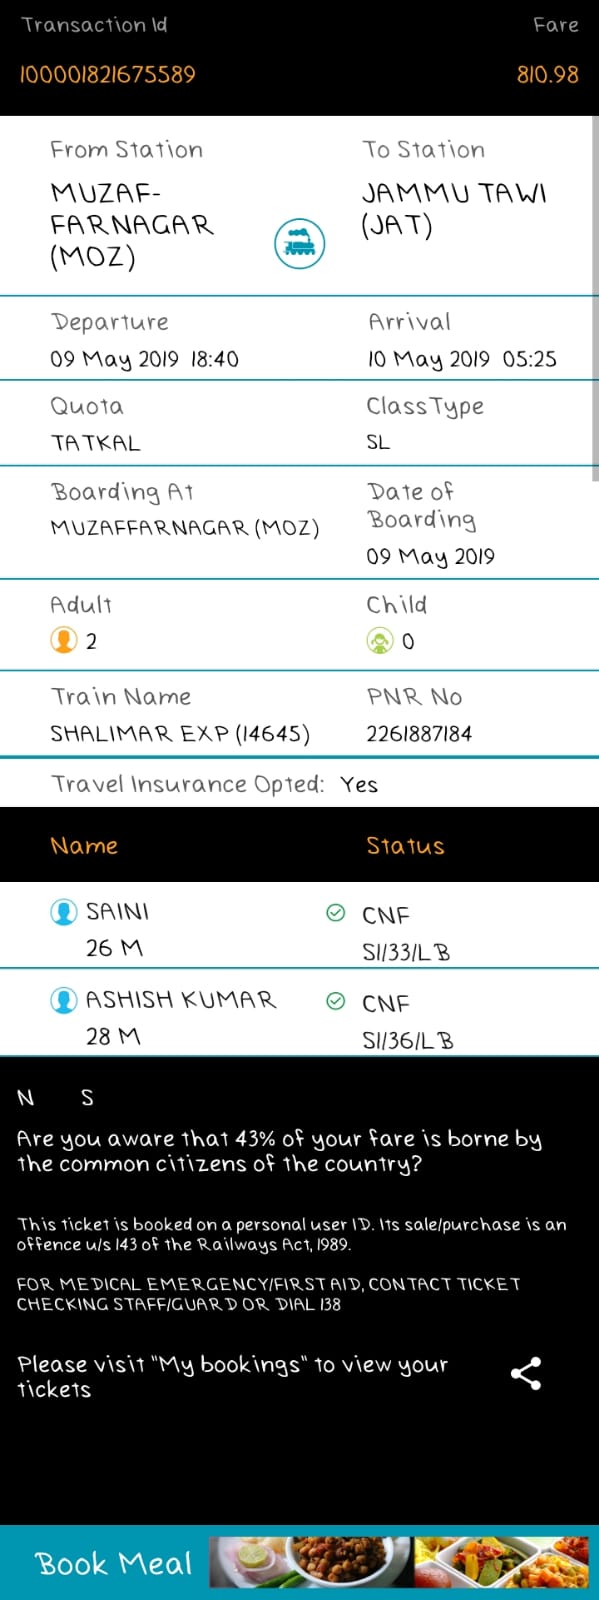 Transaction Id Fare
100001821675589 810.98
From Station To Station
MUZAF- JAMMU TAWI
FARNAGAR (JAT)
(MOZ)
Departure Arrival
09 May 2019 18:40 10 May 2019 05:25
Quota ClassType
TATKAL SL
Boarding At Date of
Boarding
MUZAFFARNAGAR (MOZ)
09 May 2019
Adult Child
2 0
Train Name PNR No
SHALIMAR EXP (14645) 2261887184
Travel Insurance Opted: Yes
Name Status
SAINI CNF
26 M S1/33/LB
ASHISH KUMAR CNF
28 M S1/36/LB
N S
Are you aware that 43% of your fare is borne by
the common citizens of the country?
This ticket is booked on a personal user ID. Its sale/purchase is an
offence u/s 143 of the Railways Act, 1989.
FOR MEDICAL EMERGENCY/FIRST AID, CONTACT TICKET
CHECKING STAFF/GUARD OR DIAL 138
Please visit "My bookings" to view your
tickets
Book Meal